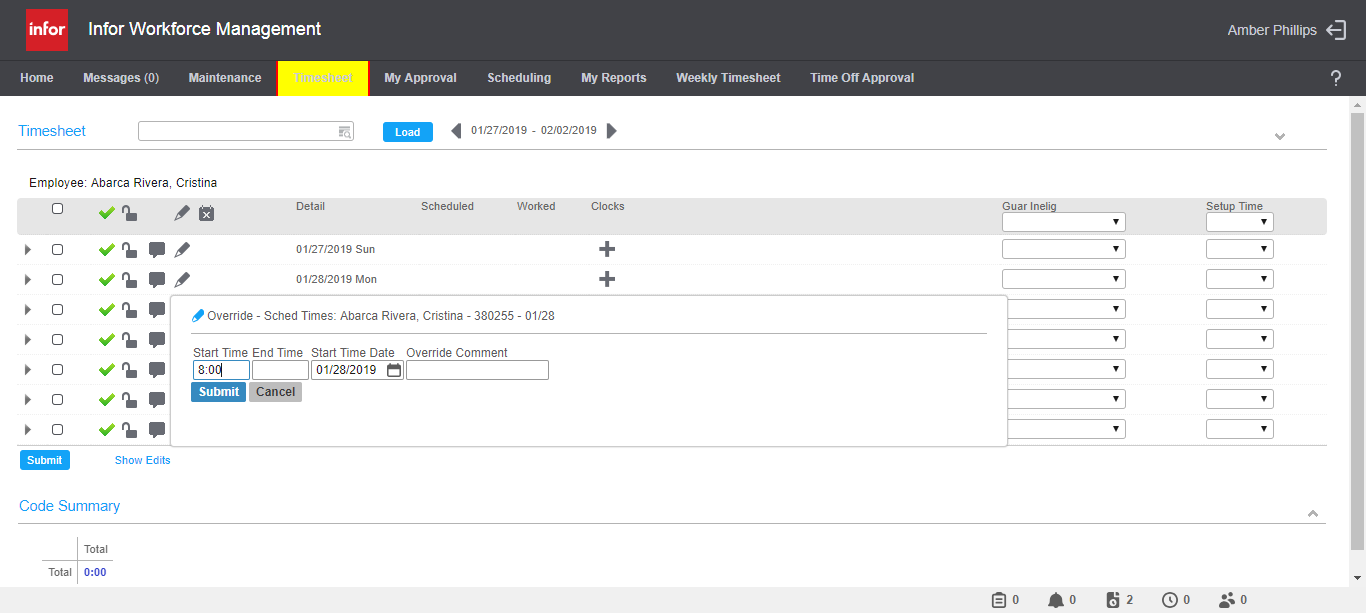 infor Infor Workforce Management Amber Phillips
Home Messages (0) Maintenance Timesheet My Approval Scheduling My Reports Weekly Timesheet Time Off Approval ?
Timesheet Load 01/27/2019 - 02/02/2019
Employee: Abarca Rivera, Cristina
Detail Scheduled Worked Clocks Guar Inelig Setup Time
01/27/2019 Sun
01/28/2019 Mon
Override - Sched Times: Abarca Rivera, Cristina - 380255 - 01/28
Start Time End Time Start Time Date Override Comment
8:00 01/28/2019
Submit Cancel
Submit Show Edits
Code Summary
Total
Total 0:00
0 0 2 0 0